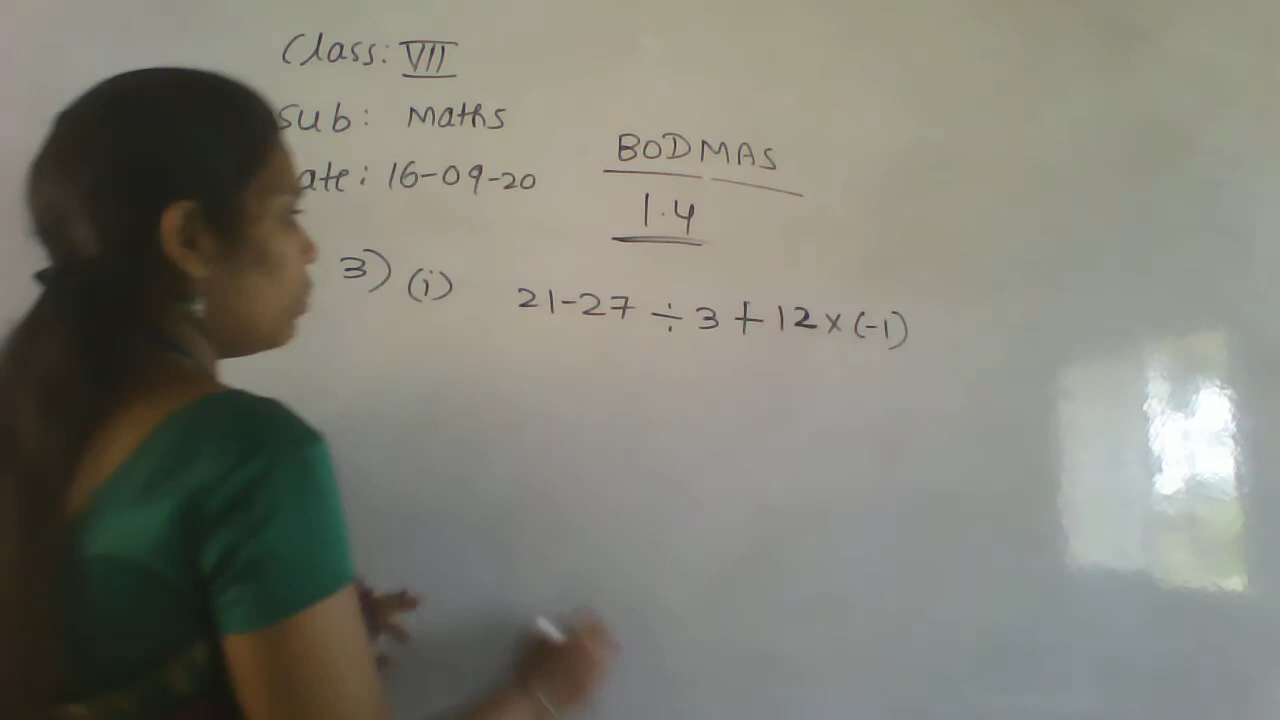 Class: VII
Sub: Maths
ate: 16-09-20
BODMAS
1.4
3) (i) 21-27 ÷ 3 + 12 × (-1)